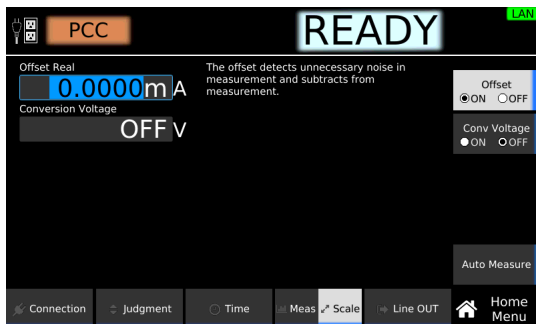 LAN
PCC
READY
Offset Real
0.0000m A
The offset detects unnecessary noise in
measurement and subtracts from
measurement.
Conversion Voltage
OFF V
Offset
ON OFF
Conv Voltage
ON OFF
Auto Measure
Connection
Judgment
Time
Meas
Scale
Line OUT
Home
Menu